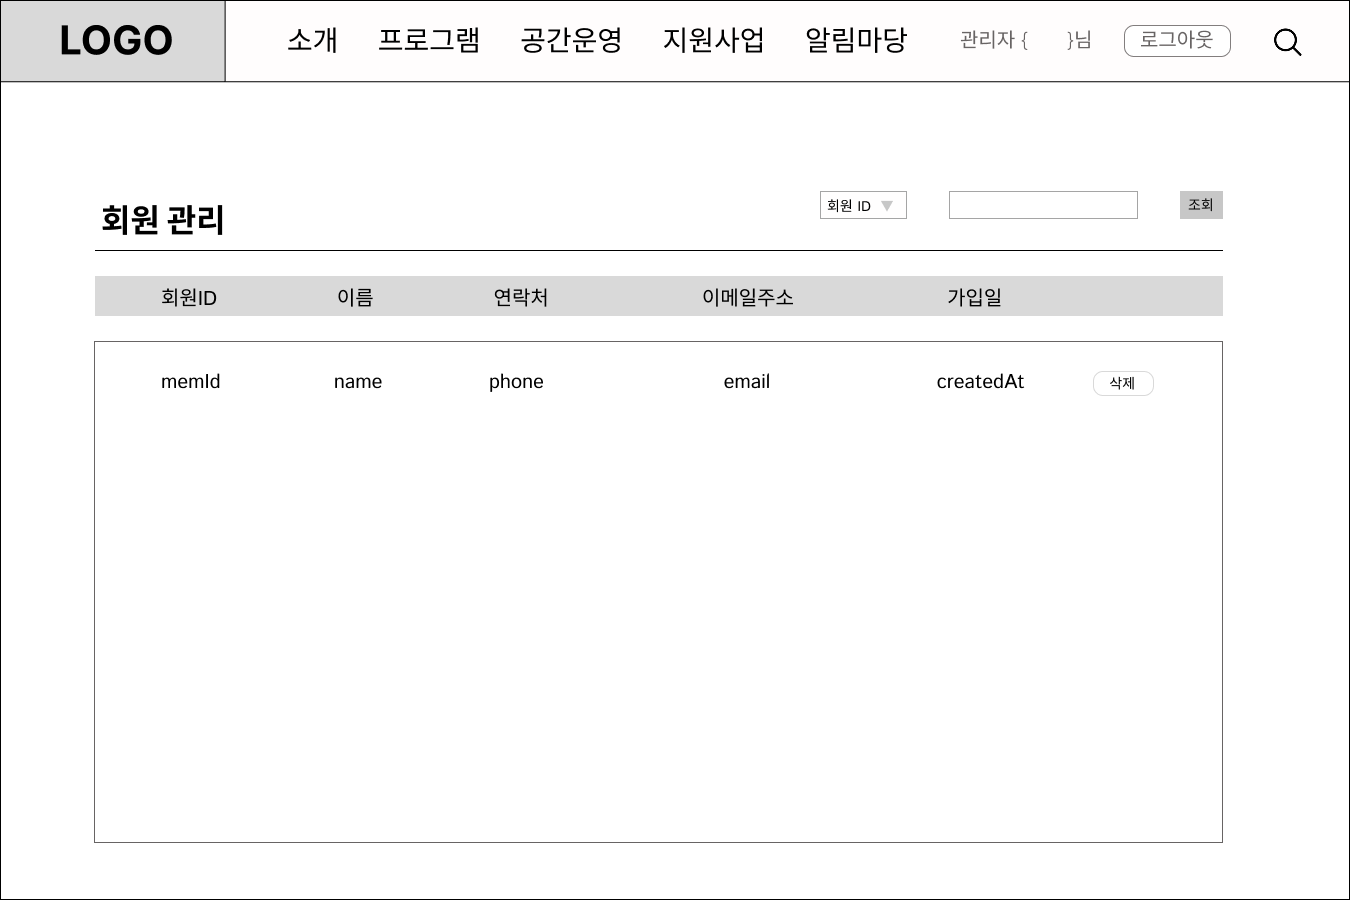 LOGO 소개 프로그램 공간운영 지원사업 알림마당 관리자 { }님 로그아웃
회원 관리 회원 ID ▼ 조회
회원ID 이름 연락처 이메일주소 가입일
memId name phone email createdAt 삭제